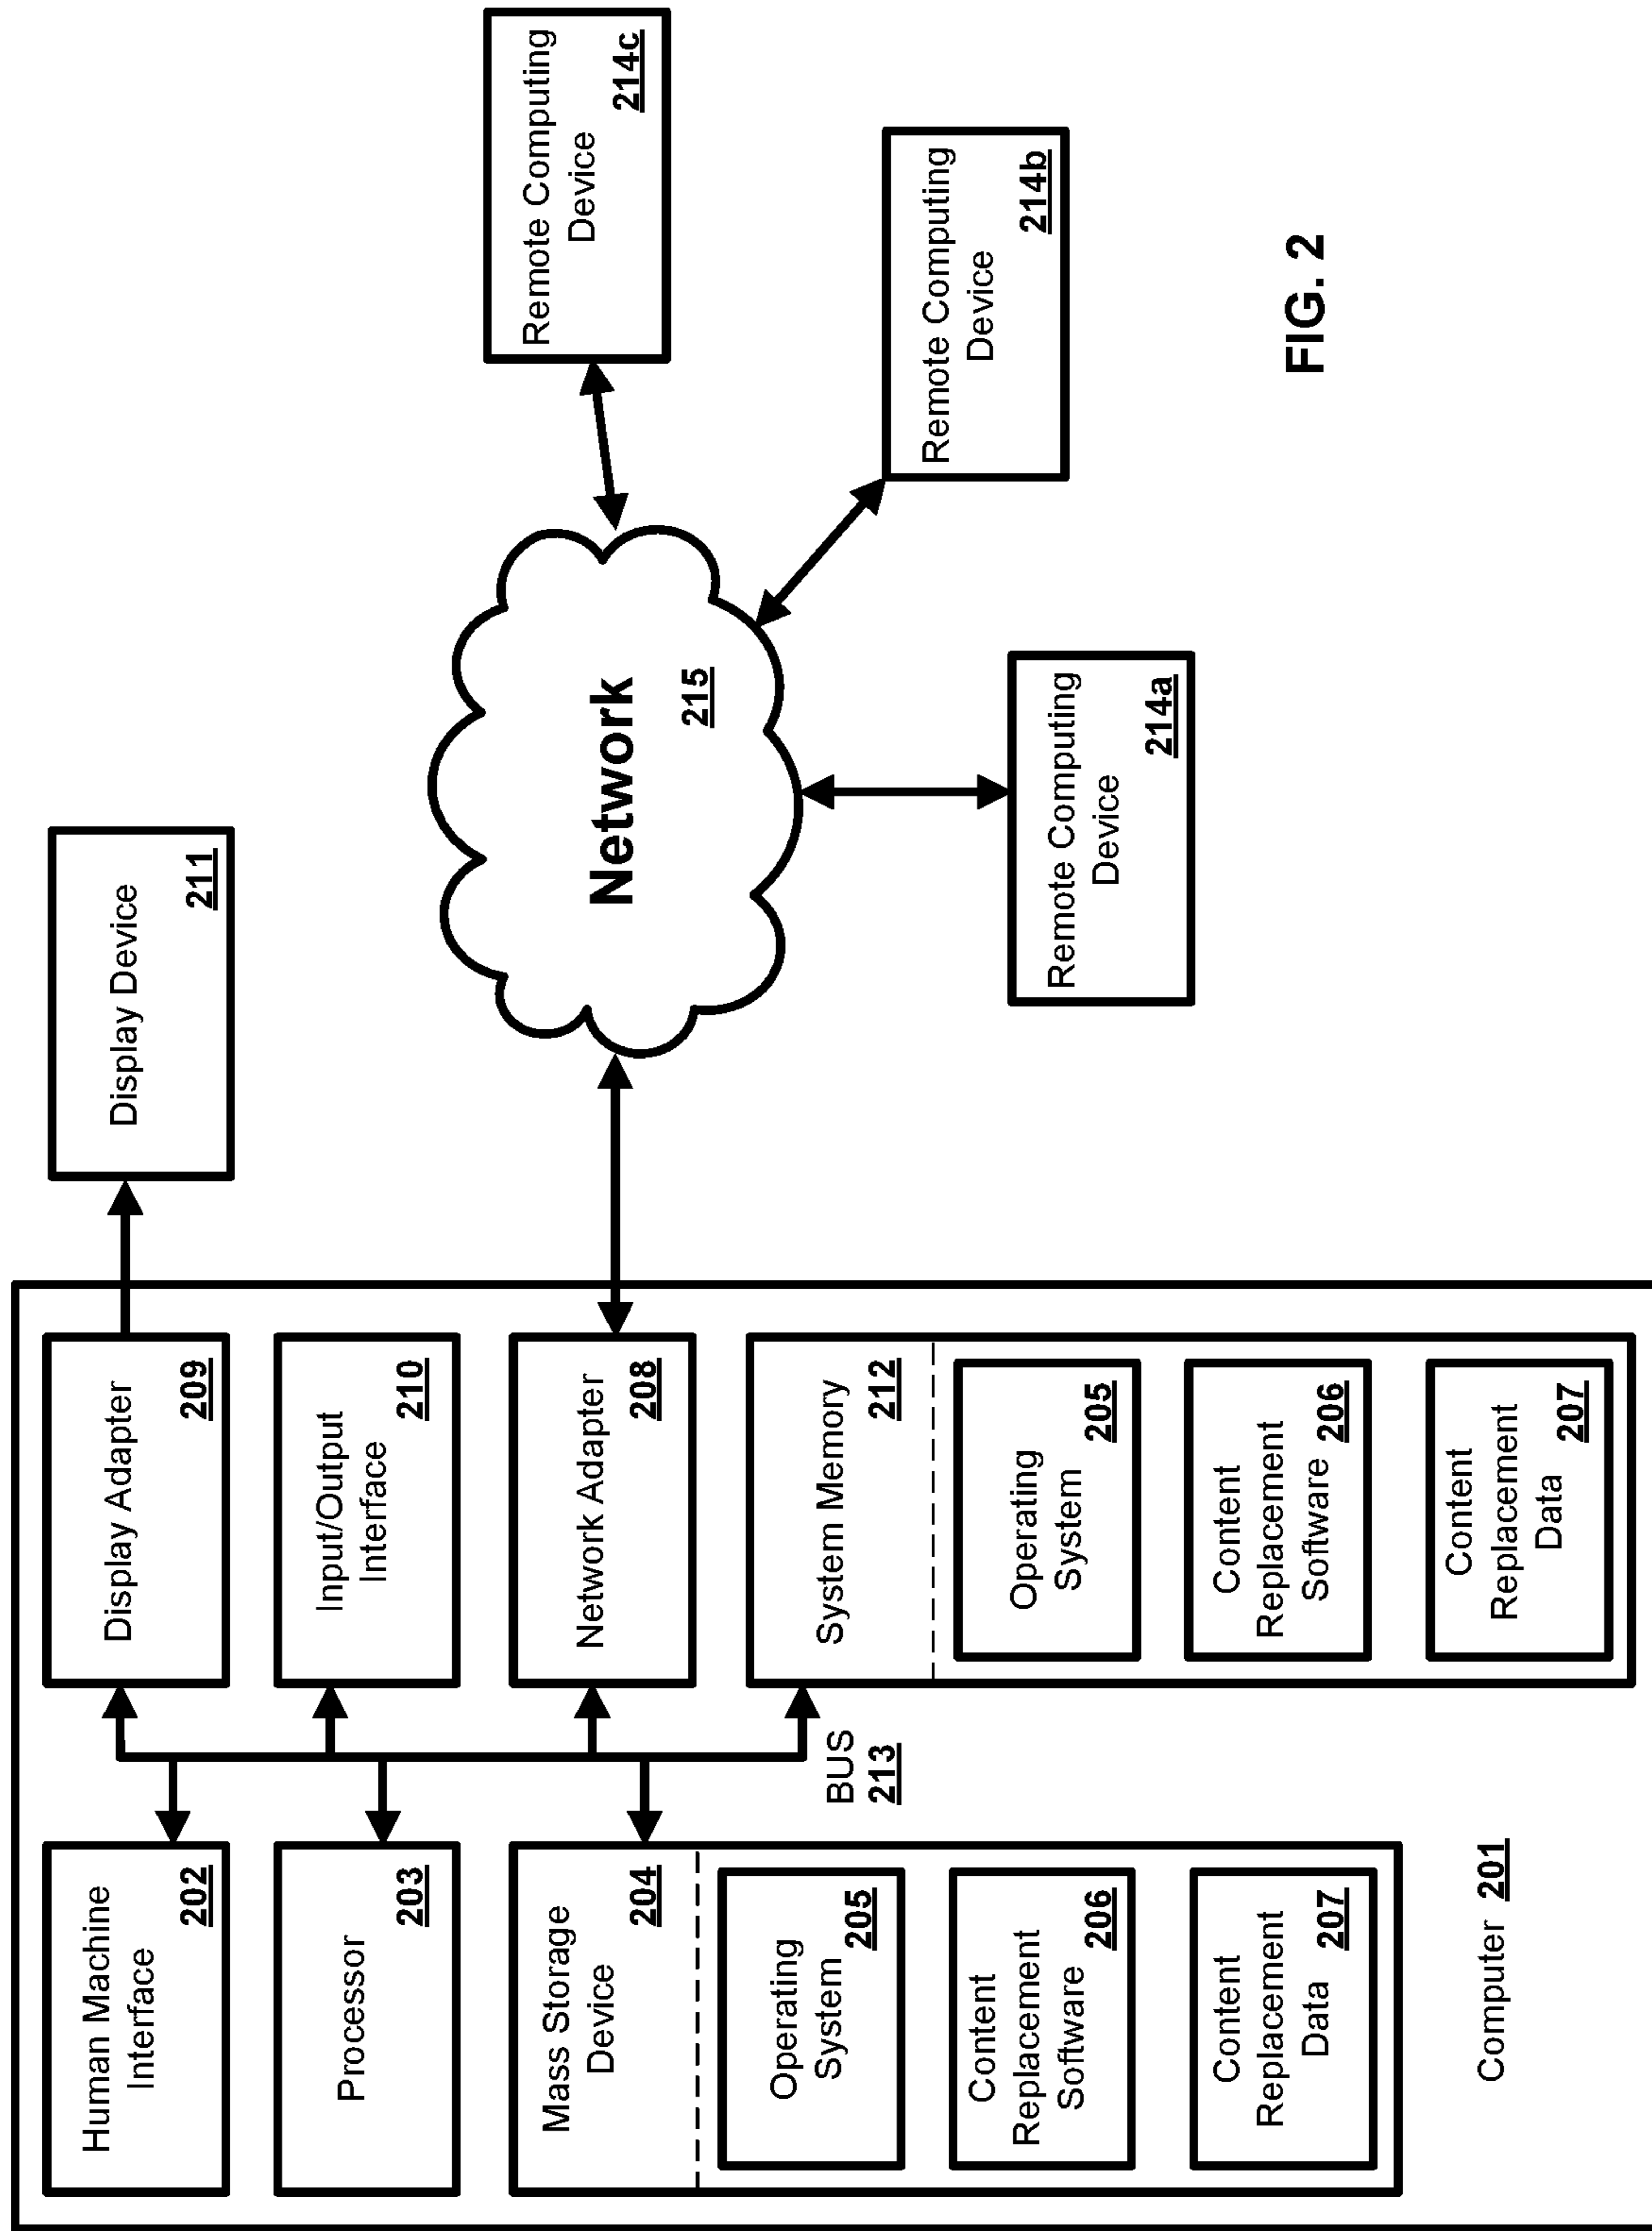 Human Machine
Interface
202
Processor
203
Mass Storage
Device
204
Operating
System
205
Content
Replacement
Software
206
Content
Replacement
Data
207
Computer 201
BUS
213
Display Adapter
209
Input/Output
Interface
210
Network Adapter
208
System Memory
212
Operating
System
205
Content
Replacement
Software
206
Content
Replacement
Data
207
Display Device
211
Network
215
Remote Computing
Device
214a
Remote Computing
Device
214b
Remote Computing
Device
214c
FIG. 2